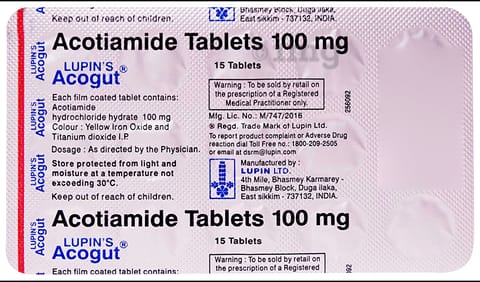 Keep out of reach of children.
Bhasmey Block, Duga ilaka,
East sikkim - 737132, INDIA.
LUPIN'S
Acogut
Acotiamide Tablets 100 mg
LUPIN'S
Acogut®
15 Tablets
Each film coated tablet contains:
Acotiamide
hydrochloride hydrate 100 mg
Colour : Yellow Iron Oxide and
Titanium dioxide I.P.
Dosage : As directed by the Physician.
Store protected from light and
moisture at a temperature not
exceeding 30°C.
Keep out of reach of children.
Warning : To be sold by retail on
the prescription of a Registered
Medical Practitioner only.
Mfg. Lic. No.: M/747/2016
® Regd. Trade Mark of Lupin Ltd.
To report product complaint or Adverse Drug
reaction dial Toll Free no.: 1800-209-2505
or email at dsrm@lupin.com
Manufactured by :
LUPIN LTD.
4th Mile, Bhasmey Karmarey -
Bhasmey Block, Duga ilaka,
East sikkim - 737132, INDIA.
256092
LUPIN'S
Acogut
Acotiamide Tablets 100 mg
LUPIN'S
Acogut®
15 Tablets
Each film coated tablet contains:
Warning : To be sold by retail on
the prescription of a Registered
LUPIN'S
Acogut